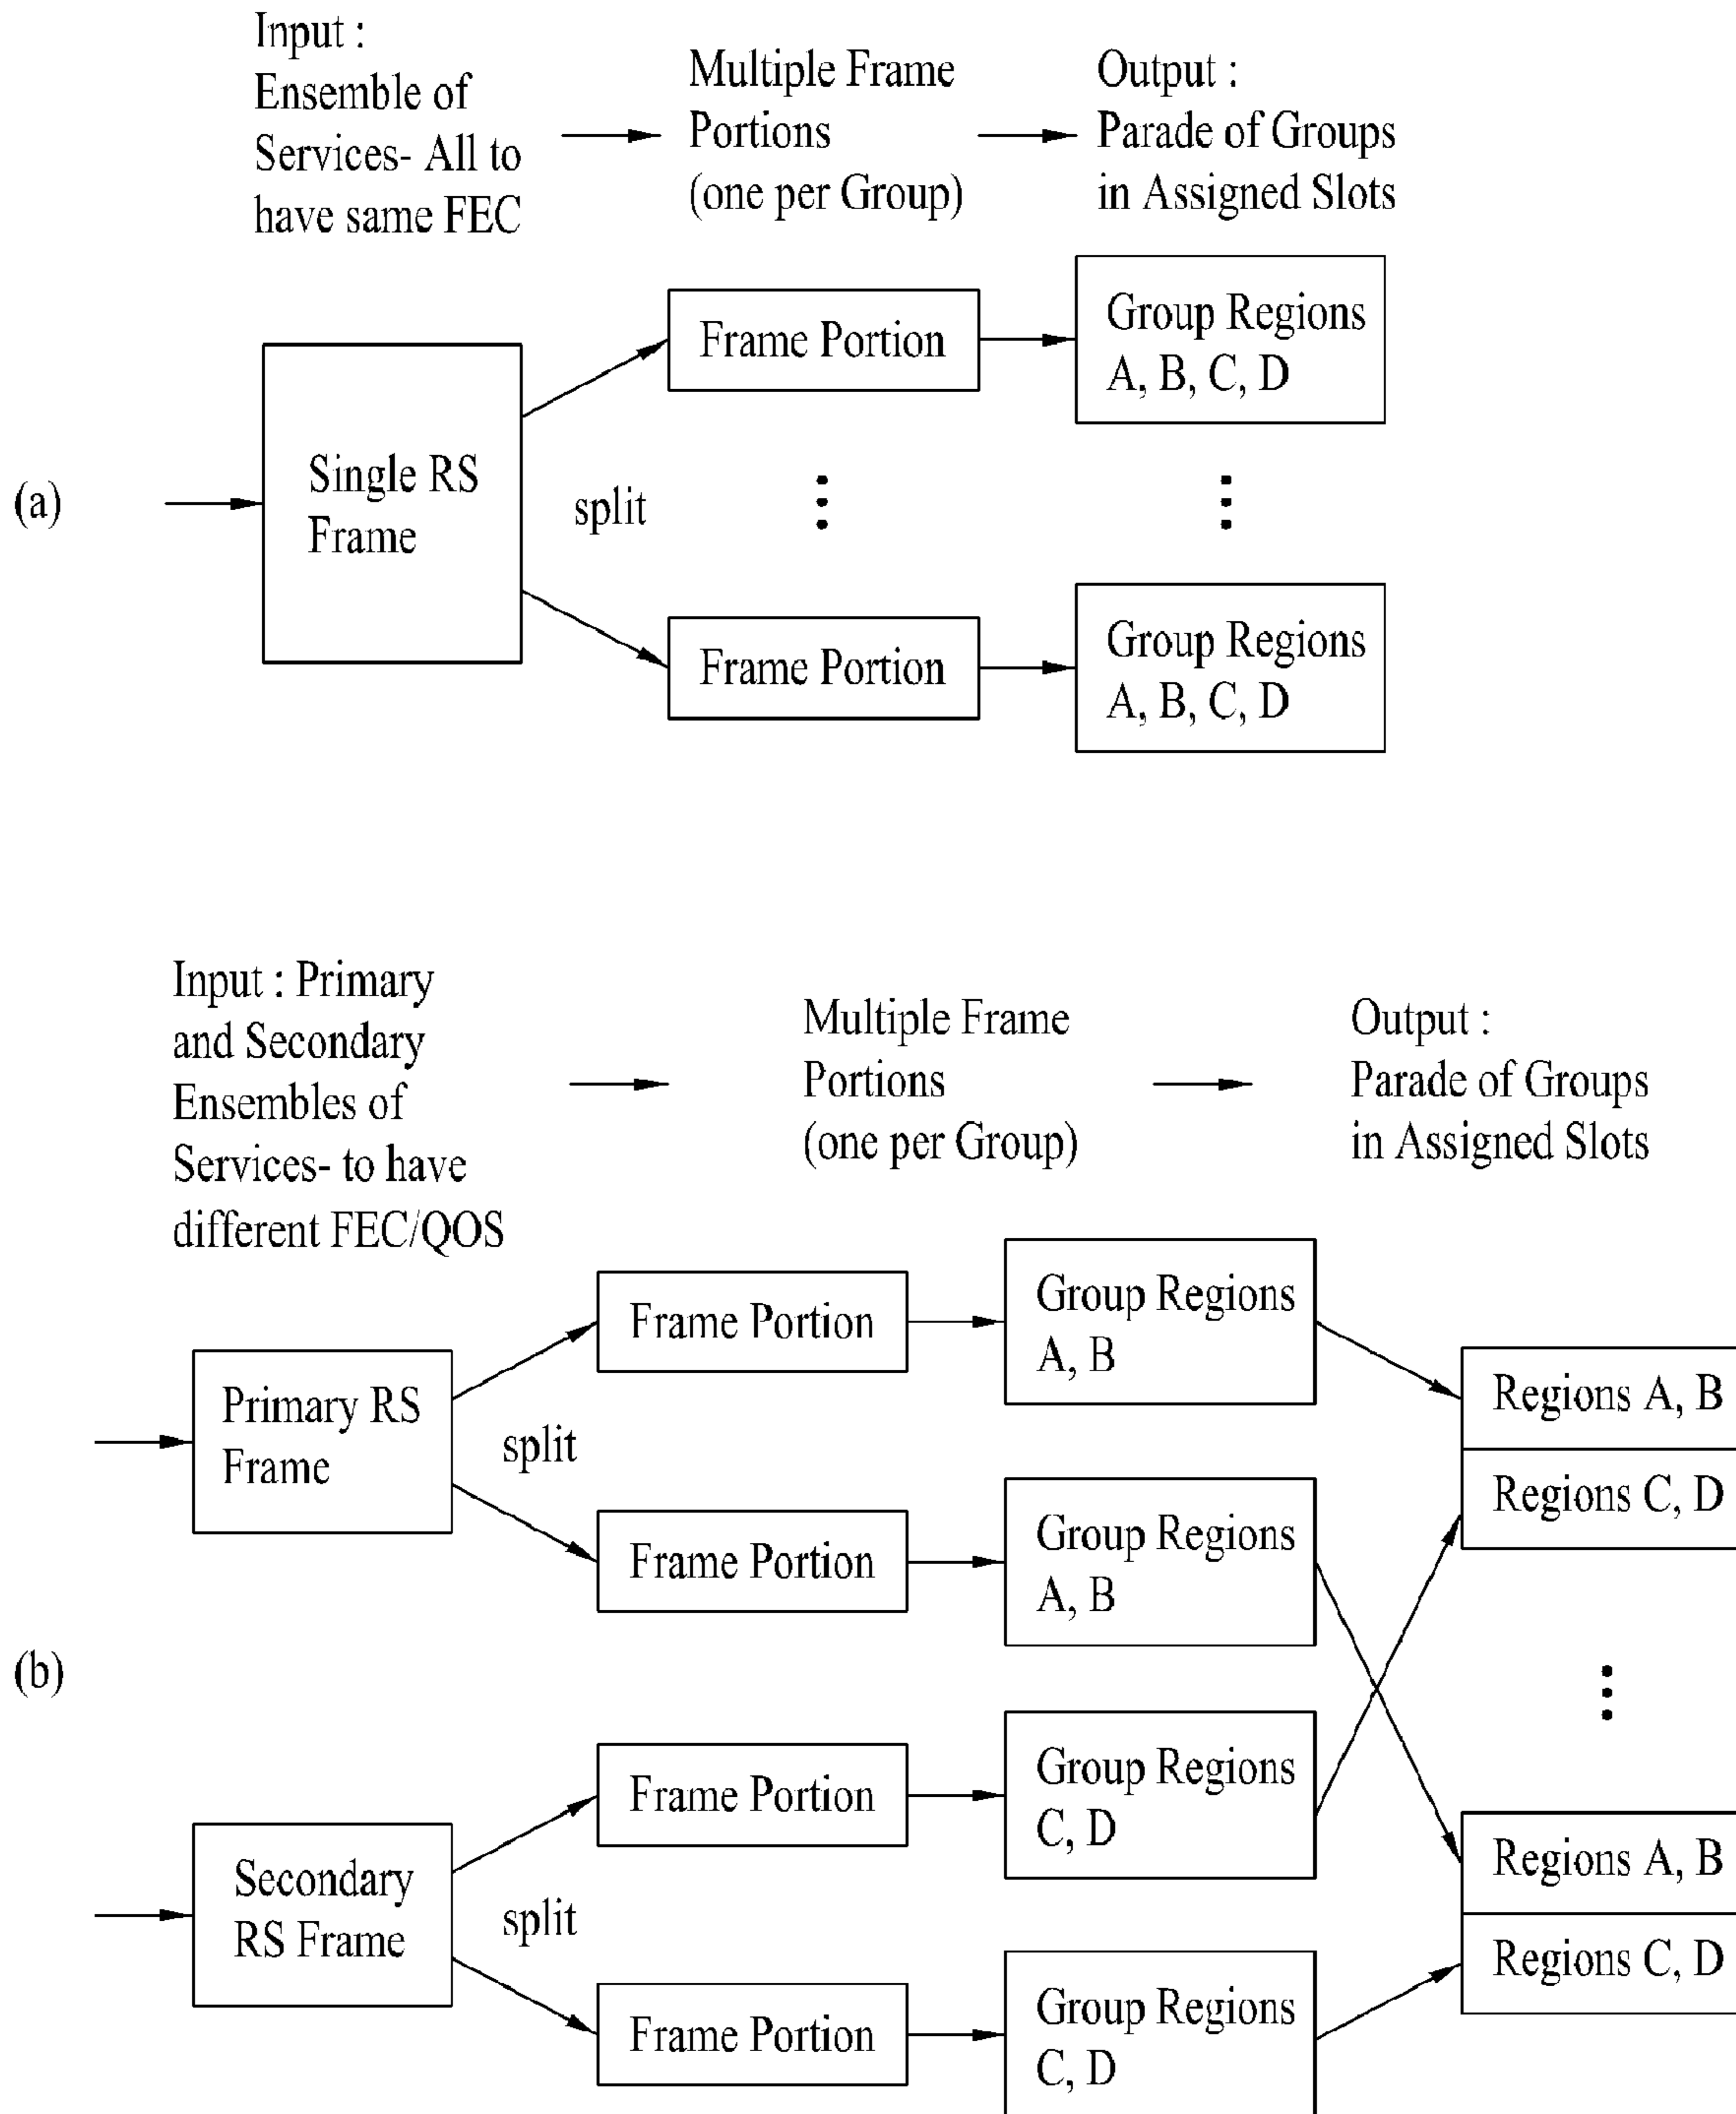 Input :
Ensemble of
Services- All to
have same FEC
Multiple Frame
Portions
(one per Group)
Output :
Parade of Groups
in Assigned Slots
(a)
Single RS
Frame
split
Frame Portion
Group Regions
A, B, C, D
Frame Portion
Group Regions
A, B, C, D
Input : Primary
and Secondary
Ensembles of
Services- to have
different FEC/QOS
Multiple Frame
Portions
(one per Group)
Output :
Parade of Groups
in Assigned Slots
(b)
Primary RS
Frame
split
Frame Portion
Group Regions
A, B
Frame Portion
Group Regions
A, B
Secondary
RS Frame
split
Frame Portion
Group Regions
C, D
Frame Portion
Group Regions
C, D
Regions A, B
Regions C, D
Regions A, B
Regions C, D